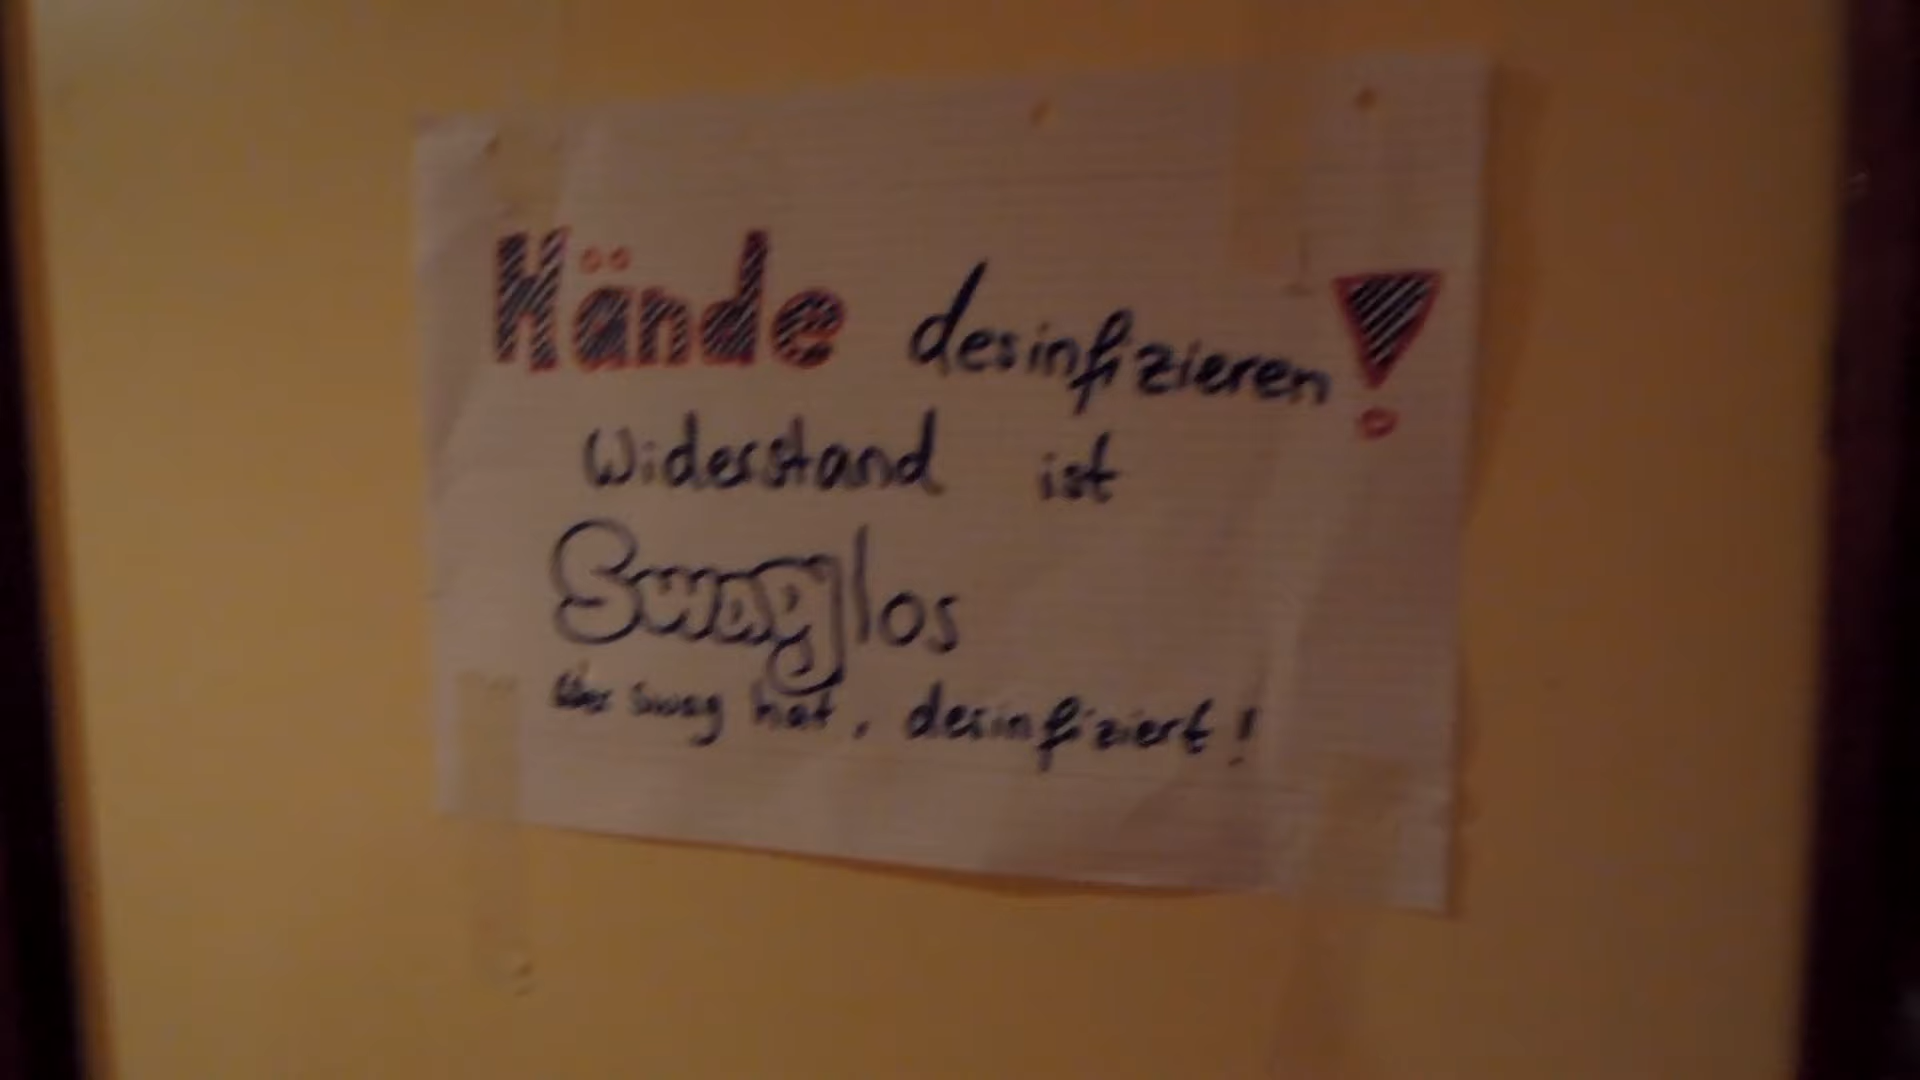 Hände desinfizieren!
Widerstand ist
Swaglos
Wer Swag hat, desinfiziert!